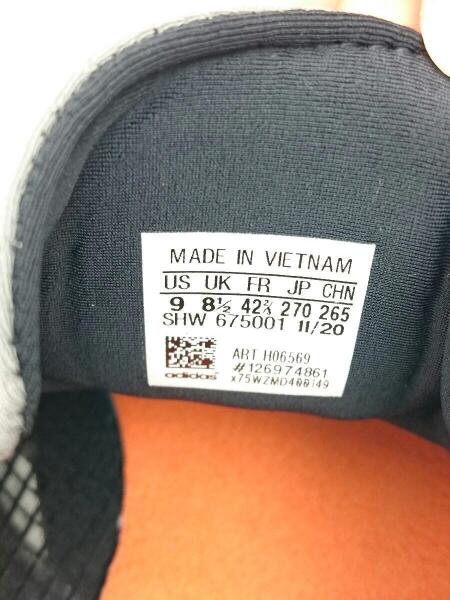 MADE IN VIETNAM
US UK FR JP CHN
9 8½ 42⅔ 270 265
SHW 675001 11/20
ART H06569
adidas #126974861